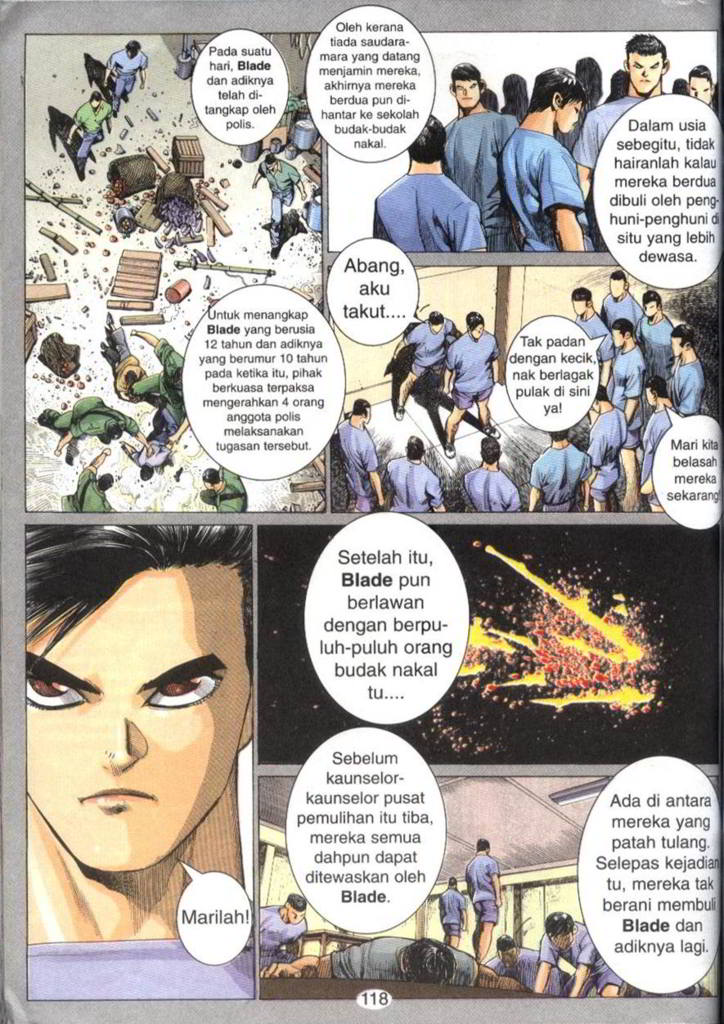 Pada suatu
hari, Blade
dan adiknya
telah di-
tangkap oleh
polis.
Untuk menangkap
Blade yang berusia
12 tahun dan adiknya
yang berumur 10 tahun
pada ketika itu, pihak
berkuasa terpaksa
mengerahkan 4 orang
anggota polis
melaksanakan
tugasan tersebut.
Oleh kerana
tiada saudara-
mara yang datang
menjamin mereka,
akhirnya mereka
berdua pun di-
hantar ke sekolah
budak-budak
nakal.
Dalam usia
sebegitu, tidak
hairanlah kalau
mereka berdua
dibuli oleh peng-
huni-penghuni di
situ yang lebih
dewasa.
Abang,
aku
takut....
Tak padan
dengan kecik,
nak berlagak
pulak di sini
ya!
Mari kita
belasah
mereka
sekarang!
Marilah!
Setelah itu,
Blade pun
berlawan
dengan berpu-
luh-puluh orang
budak nakal
tu....
Sebelum
kaunselor-
kaunselor pusat
pemulihan itu tiba,
mereka semua
dahpun dapat
ditewaskan oleh
Blade.
Ada di antara
mereka yang
patah tulang.
Selepas kejadian
tu, mereka tak
berani membuli
Blade dan
adiknya lagi.
118